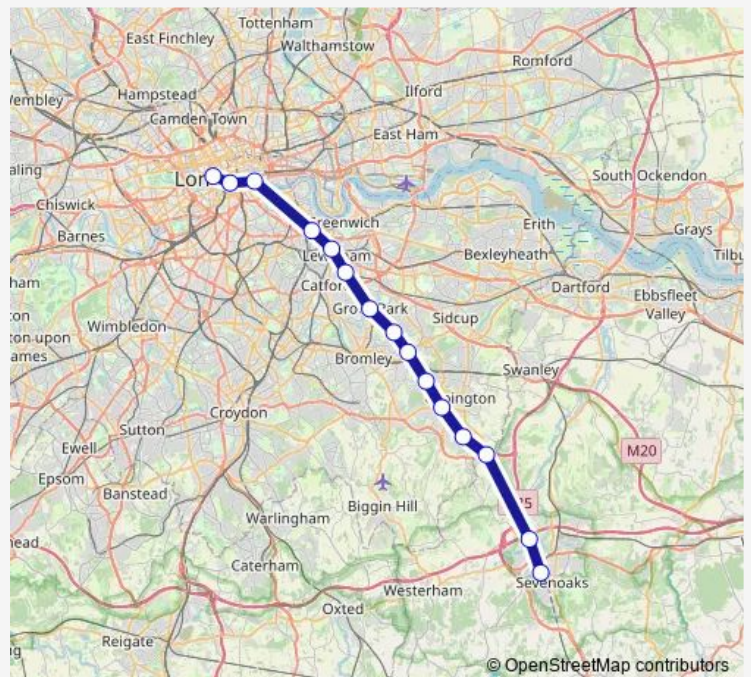 Tottenham
East Finchley
Walthamstow
Romford
Hampstead
Ilford
Camden Town
East Ham
South Ockendon
Chiswick
Erith
Grays
Barnes
Bexleyheath
Dartford
Ebbsfleet
Valley
Sidcup
Wimbledon
Bromley
Swanley
Croydon
Sutton
Ewell
M20
Epsom
Banstead
Biggin Hill
Warlingham
Caterham
Westerham
Sevenoaks
Oxted
Reigate
© OpenStreetMap contributors